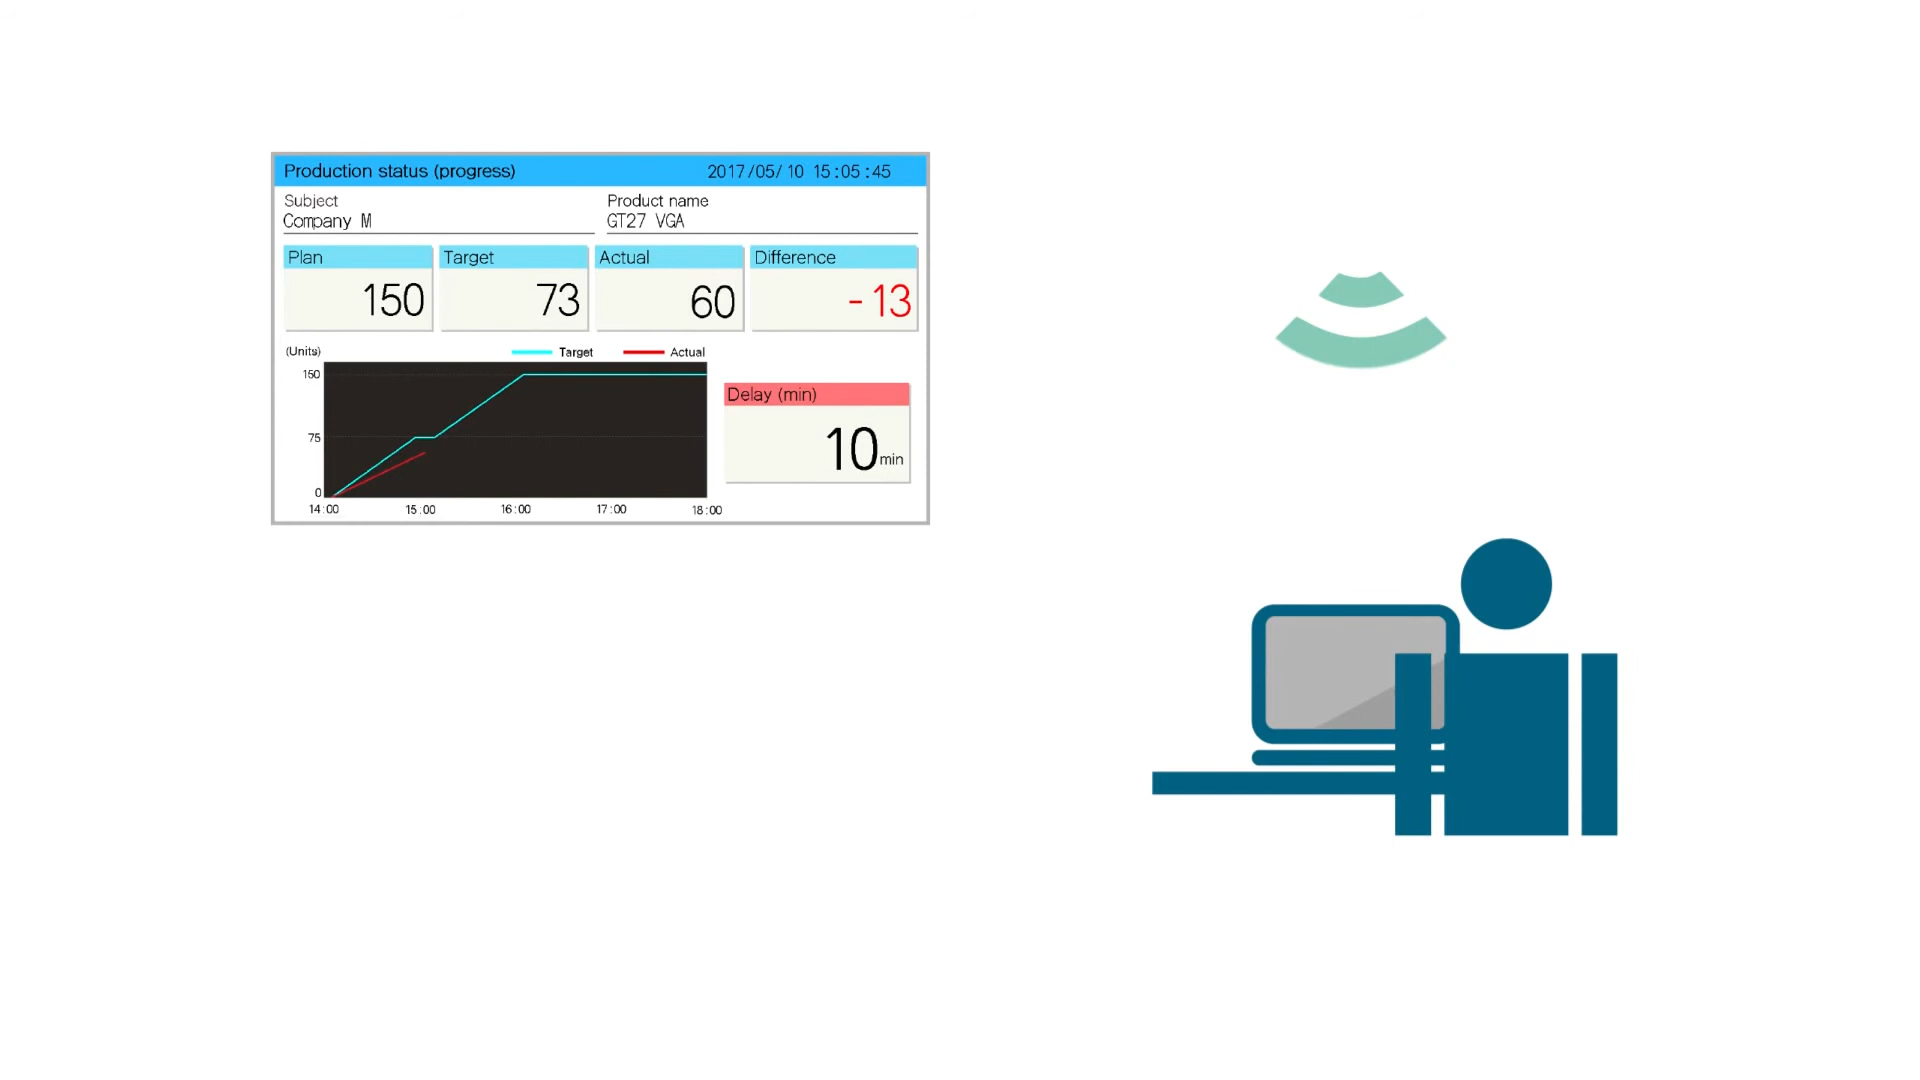 Production status (progress) 2017/05/10 15:05:45
Subject Product name
Company M GT27 VGA
Plan Target Actual Difference
150 73 60 -13
(Units) Target Actual
150
75
0
14:00 15:00 16:00 17:00 18:00
Delay (min)
10 min